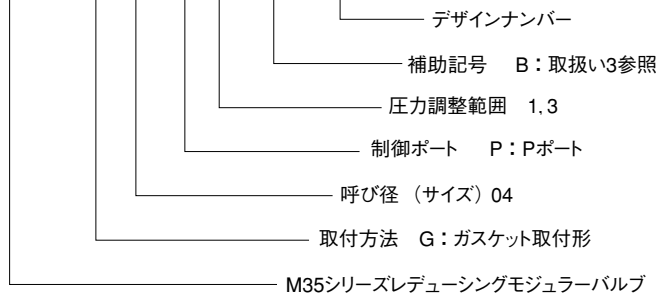 デザインナンバー
補助記号 B：取扱い3参照
圧力調整範囲 1, 3
制御ポート P：Pポート
呼び径 （サイズ）04
取付方法 G：ガスケット取付形
M35シリーズレデューシングモジュラーバルブ